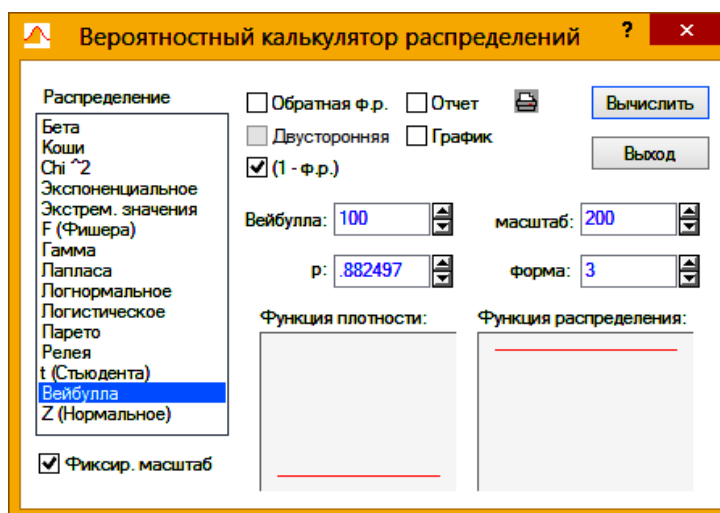 Вероятностный калькулятор распределений ? ×
Распределение
Бета
Коши
Chi ^2
Экспоненциальное
Экстрем. значения
F (Фишера)
Гамма
Лапласа
Логнормальное
Логистическое
Парето
Релея
t (Стьюдента)
Вейбулла
Z (Нормальное)
Фиксир. масштаб
Обратная ф.р. Отчет
Двусторонняя График
(1 - ф.р.)
Вычислить
Выход
Вейбулла: 100 масштаб: 200
p: .882497 форма: 3
Функция плотности: Функция распределения: